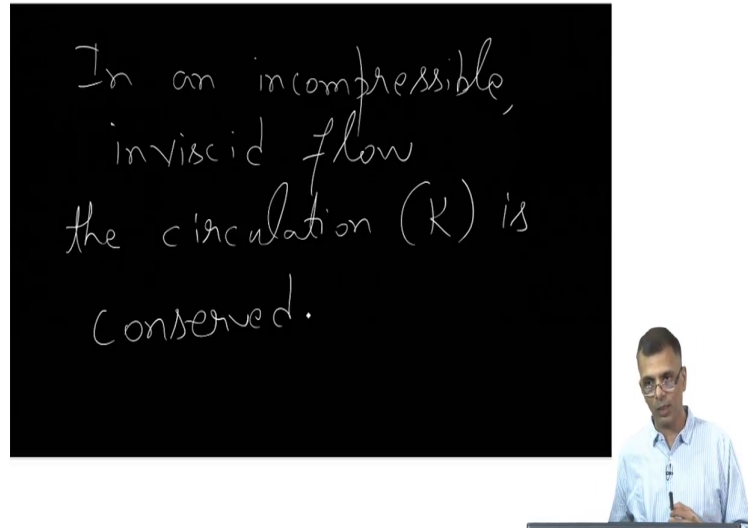 In an incompressible,
inviscid flow
the circulation (K) is
conserved.